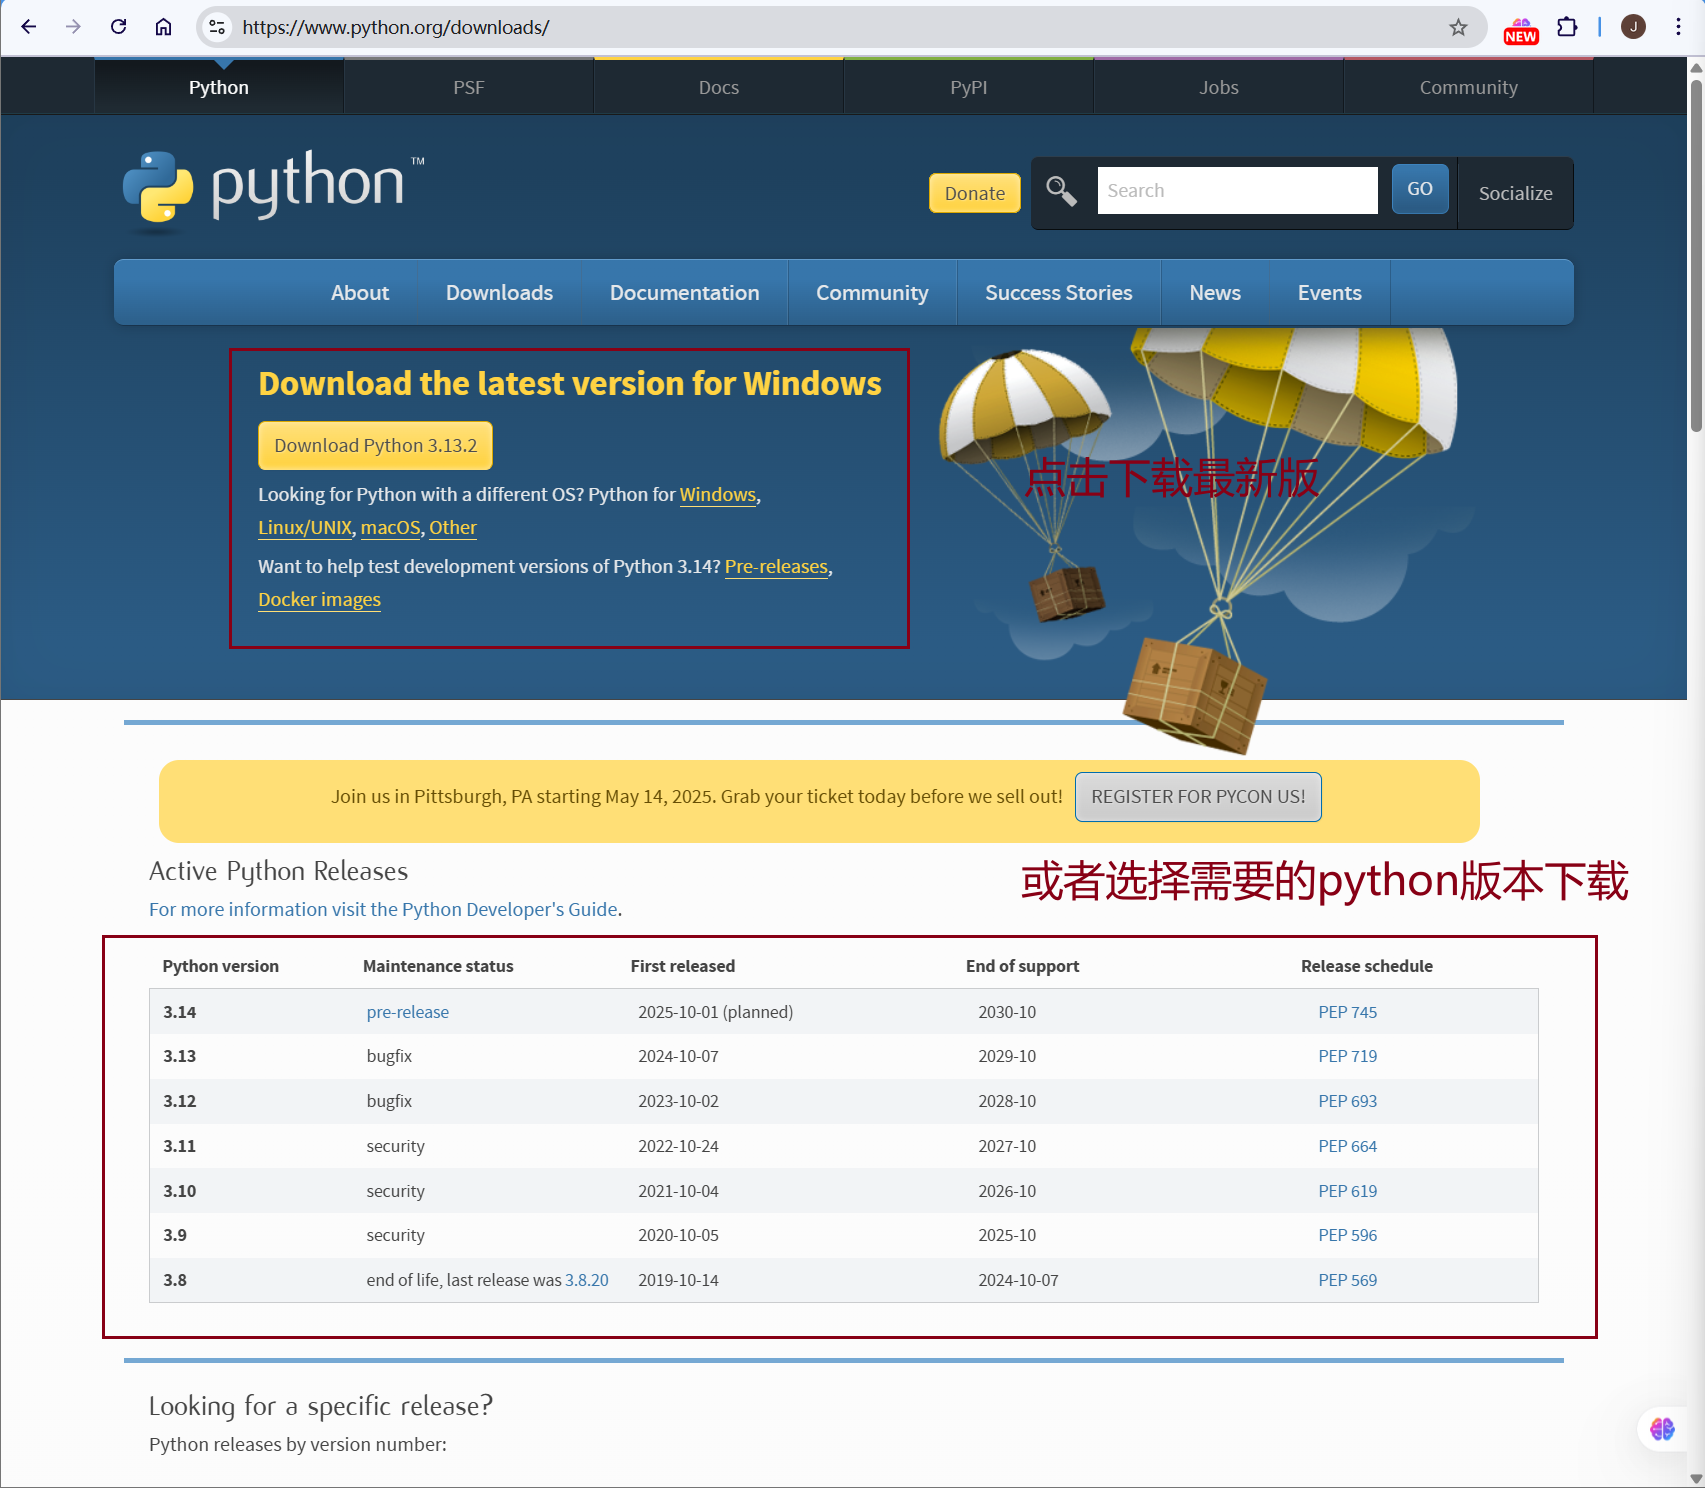 https://www.python.org/downloads/
NEW
J
Python PSF Docs PyPI Jobs Community
python™
Donate Search GO Socialize
About Downloads Documentation Community Success Stories News Events
Download the latest version for Windows
Download Python 3.13.2
点击下载最新版
Looking for Python with a different OS? Python for Windows,
Linux/UNIX, macOS, Other
Want to help test development versions of Python 3.14? Pre-releases,
Docker images
Join us in Pittsburgh, PA starting May 14, 2025. Grab your ticket today before we sell out! REGISTER FOR PYCON US!
Active Python Releases
或者选择需要的python版本下载
For more information visit the Python Developer's Guide.
Python version Maintenance status First released End of support Release schedule
3.14 pre-release 2025-10-01 (planned) 2030-10 PEP 745
3.13 bugfix 2024-10-07 2029-10 PEP 719
3.12 bugfix 2023-10-02 2028-10 PEP 693
3.11 security 2022-10-24 2027-10 PEP 664
3.10 security 2021-10-04 2026-10 PEP 619
3.9 security 2020-10-05 2025-10 PEP 596
3.8 end of life, last release was 3.8.20 2019-10-14 2024-10-07 PEP 569
Looking for a specific release?
Python releases by version number: